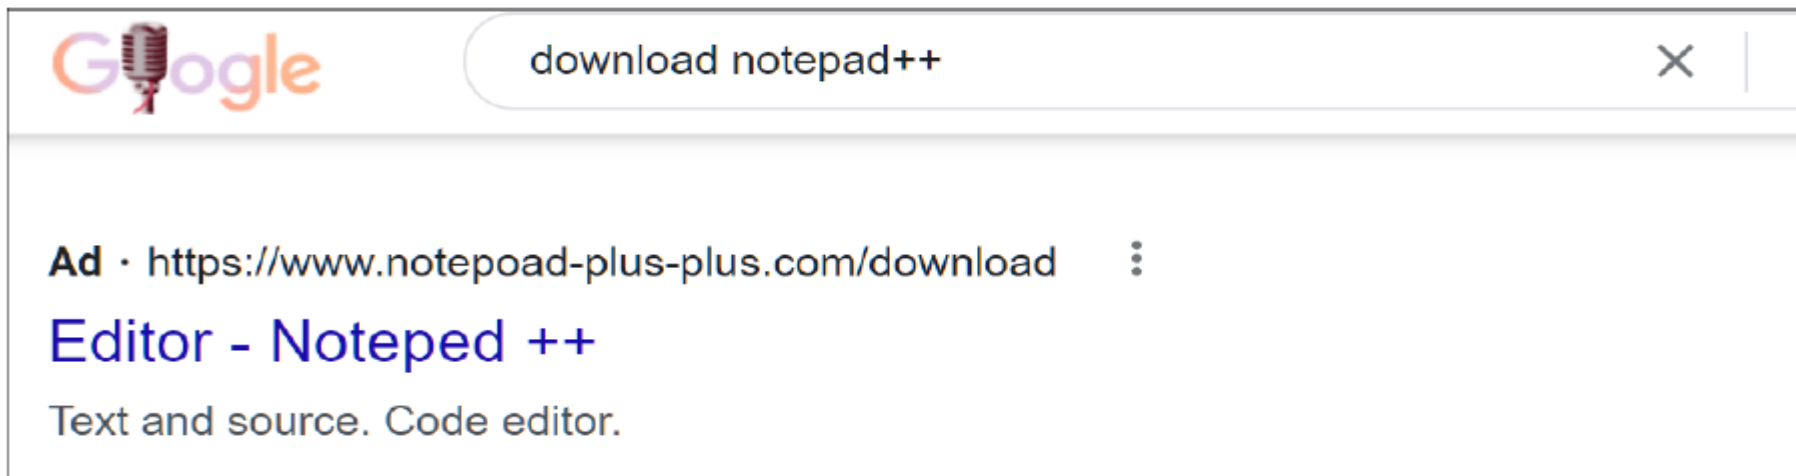 Google
download notepad++
Ad · https://www.notepoad-plus-plus.com/download
Editor - Noteped ++
Text and source. Code editor.